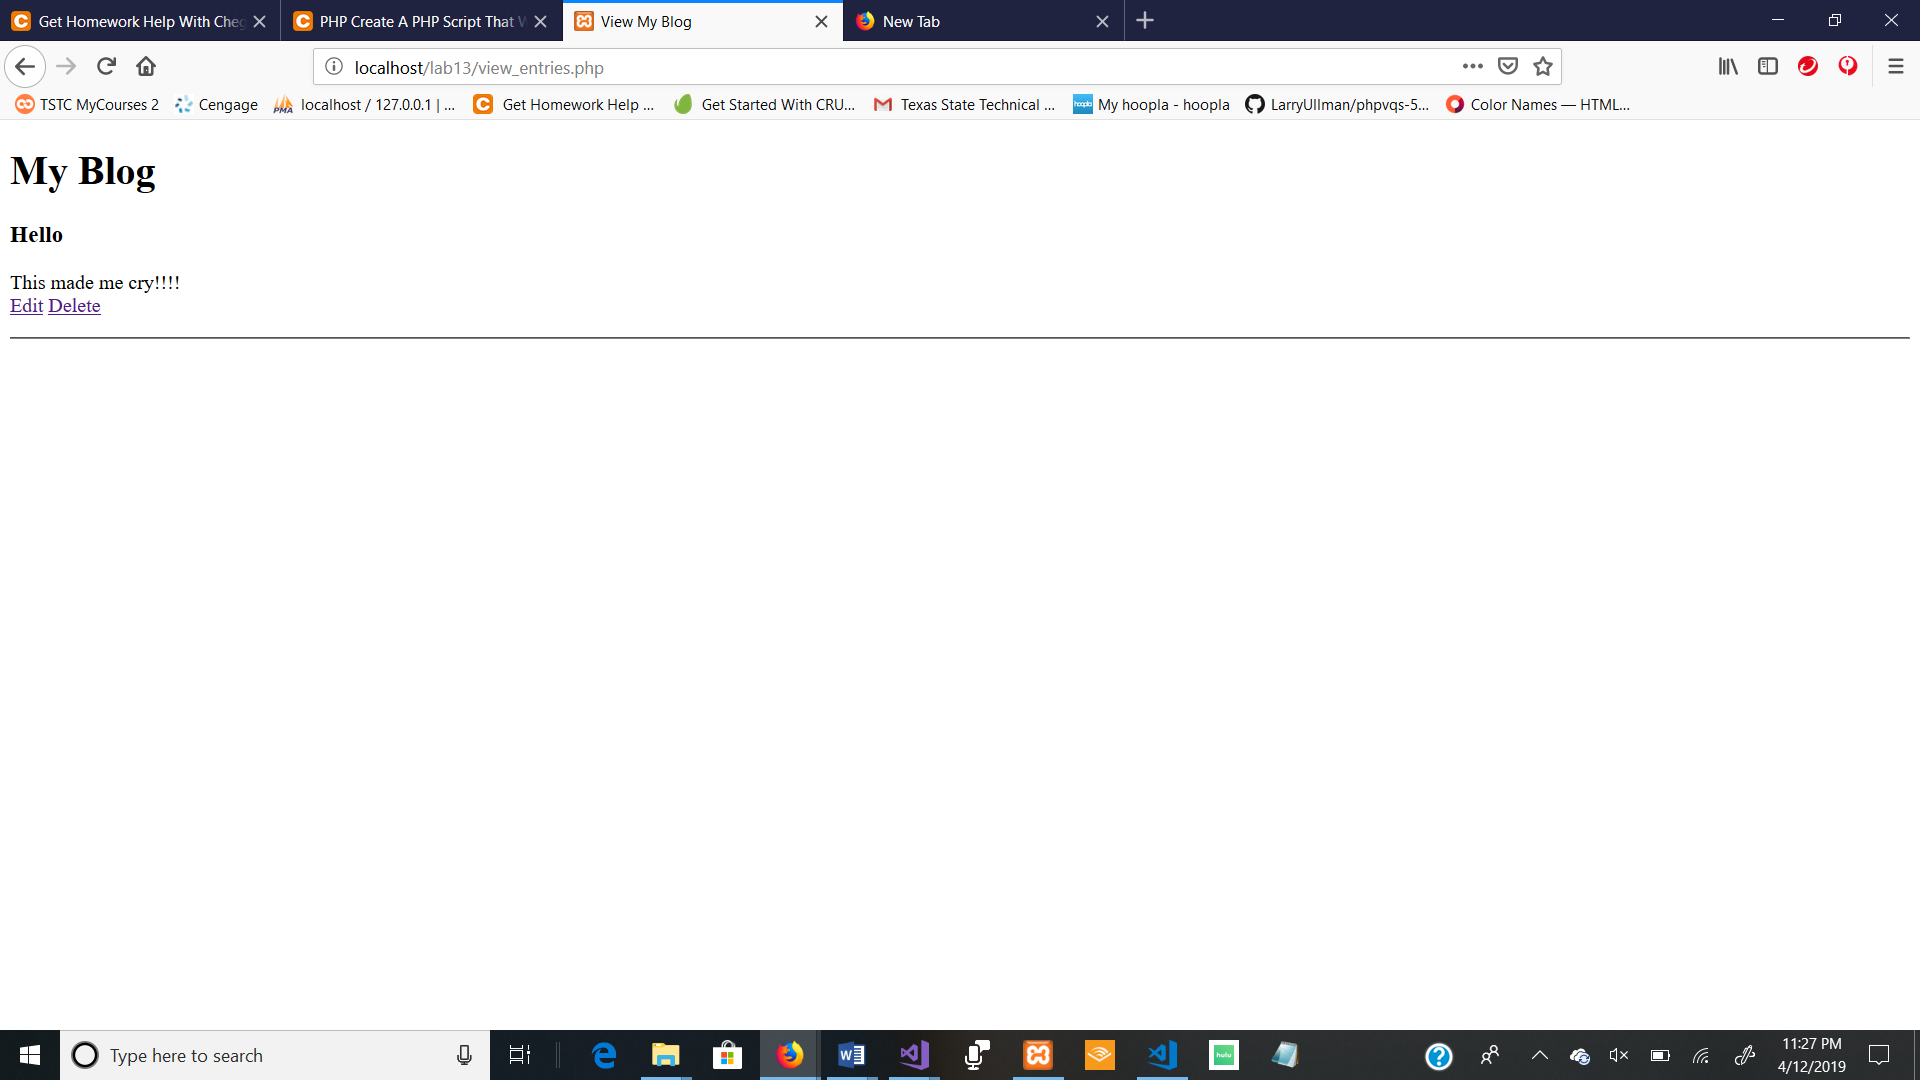 Get Homework Help With Cheg
PHP Create A PHP Script That W
View My Blog
New Tab
localhost/lab13/view_entries.php
TSTC MyCourses 2
Cengage
localhost / 127.0.0.1 | ...
Get Homework Help ...
Get Started With CRU...
Texas State Technical ...
My hoopla - hoopla
LarryUllman/phpvqs-5...
Color Names — HTML...
My Blog
Hello
This made me cry!!!!
Edit Delete
Type here to search
11:27 PM
4/12/2019